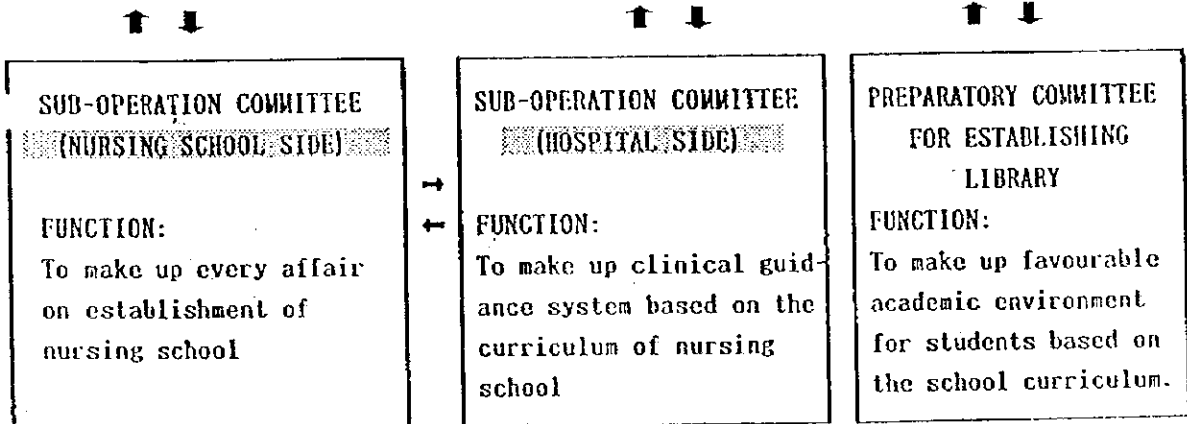 SUB-OPERATION COMMITTEE
(NURSING SCHOOL SIDE)
FUNCTION:
To make up every affair
on establishment of
nursing school
SUB-OPERATION COMMITTEE
(HOSPITAL SIDE)
FUNCTION:
To make up clinical guid-
ance system based on the
curriculum of nursing
school
PREPARATORY COMMITTEE
FOR ESTABLISHING
LIBRARY
FUNCTION:
To make up favourable
academic environment
for students based on
the school curriculum.